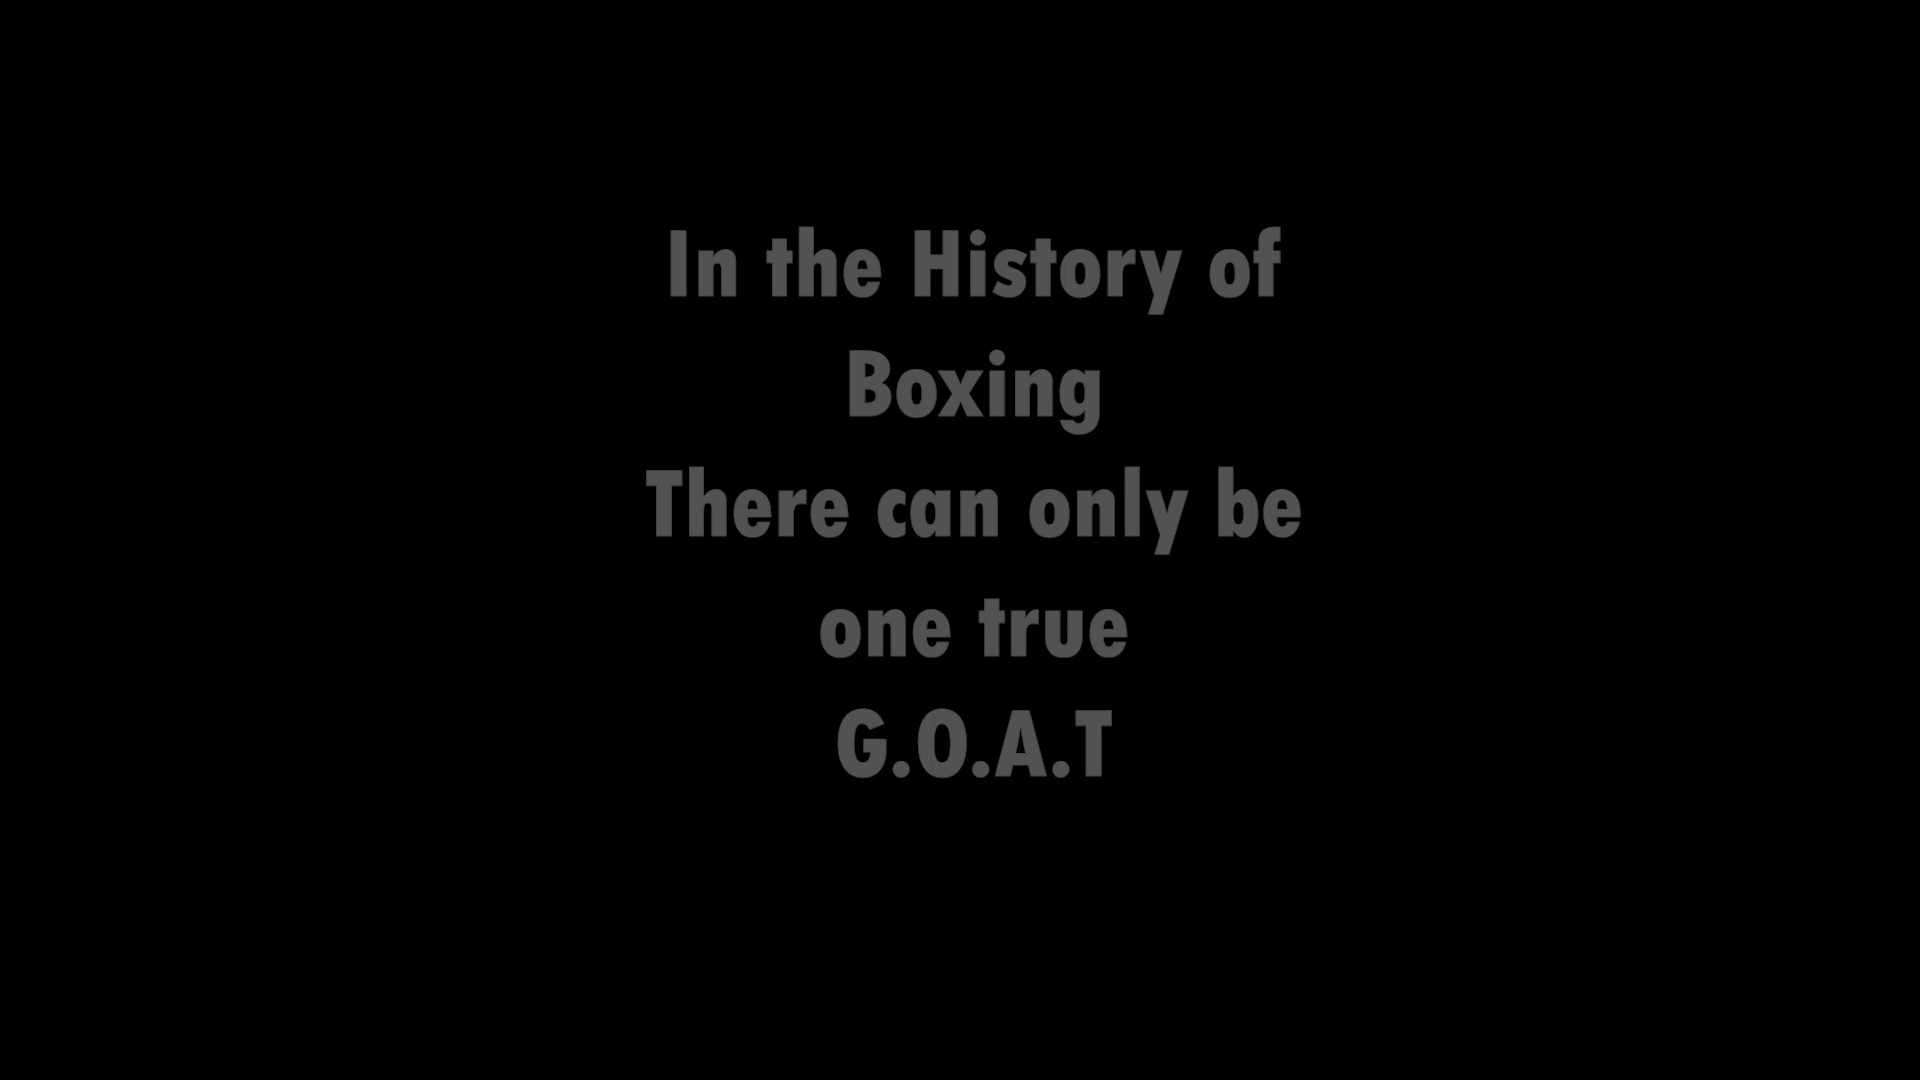 In the History of
Boxing
There can only be
one true
G.O.A.T